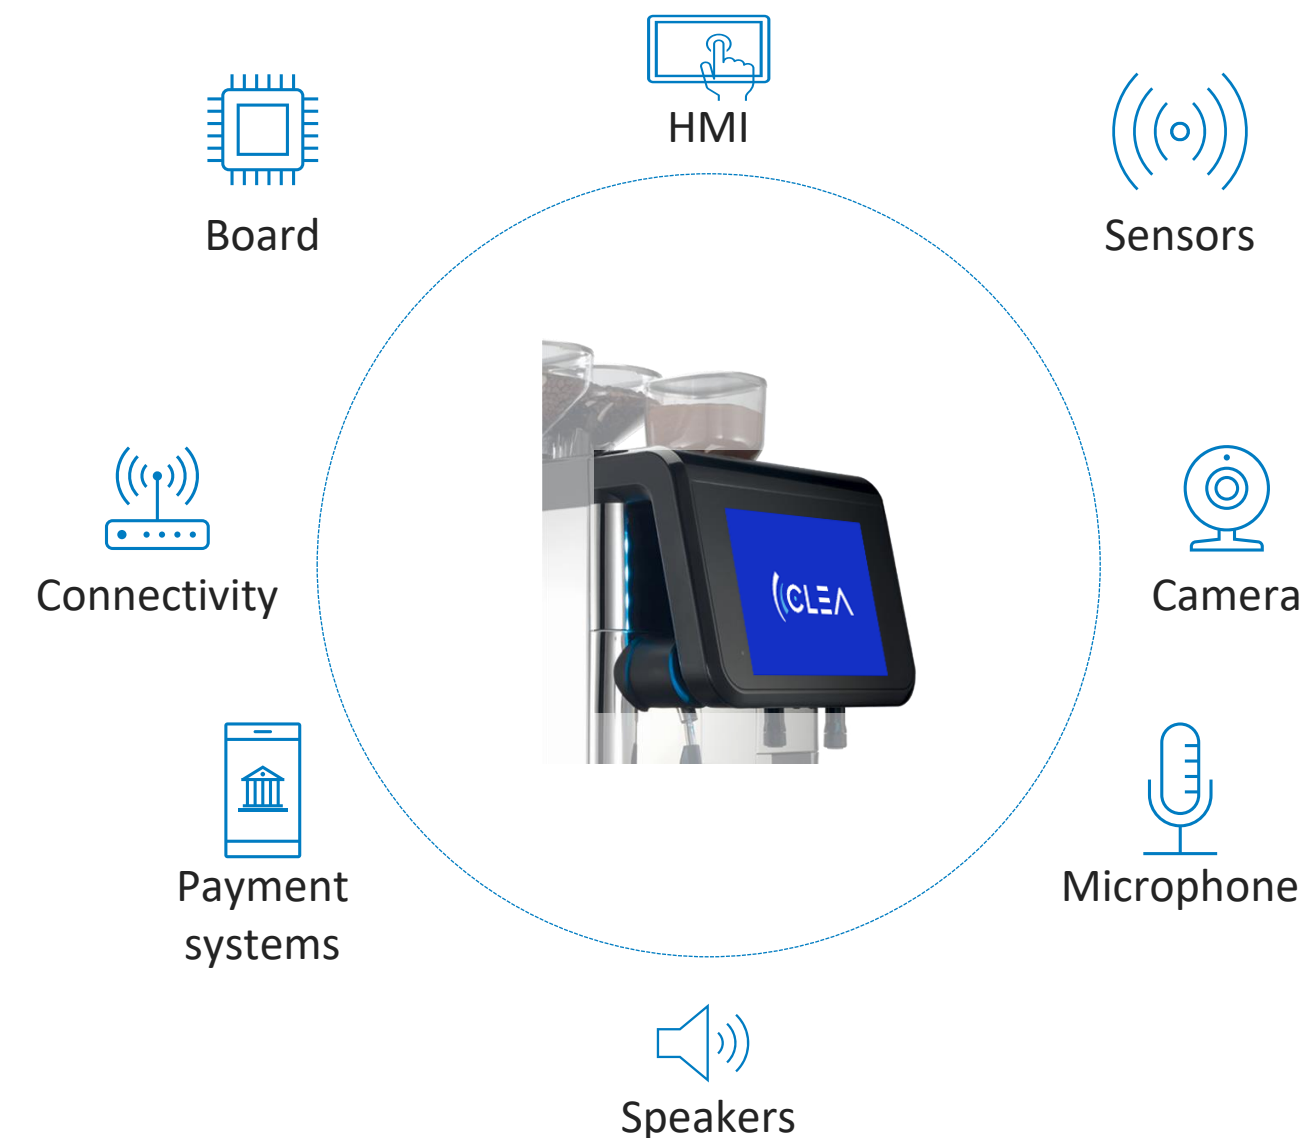 HMI
Board
Sensors
Connectivity
CLEA
Camera
Payment
systems
Microphone
Speakers